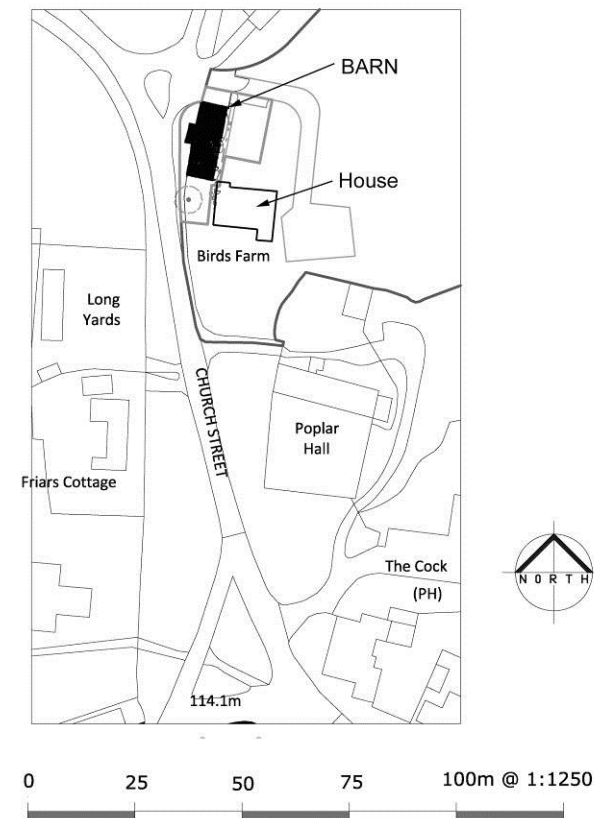 BARN
House
Birds Farm
Long
Yards
CHURCH STREET
Poplar
Hall
Friars Cottage
The Cock
(PH)
NORTH
114.1m
0 25 50 75 100m @ 1:1250